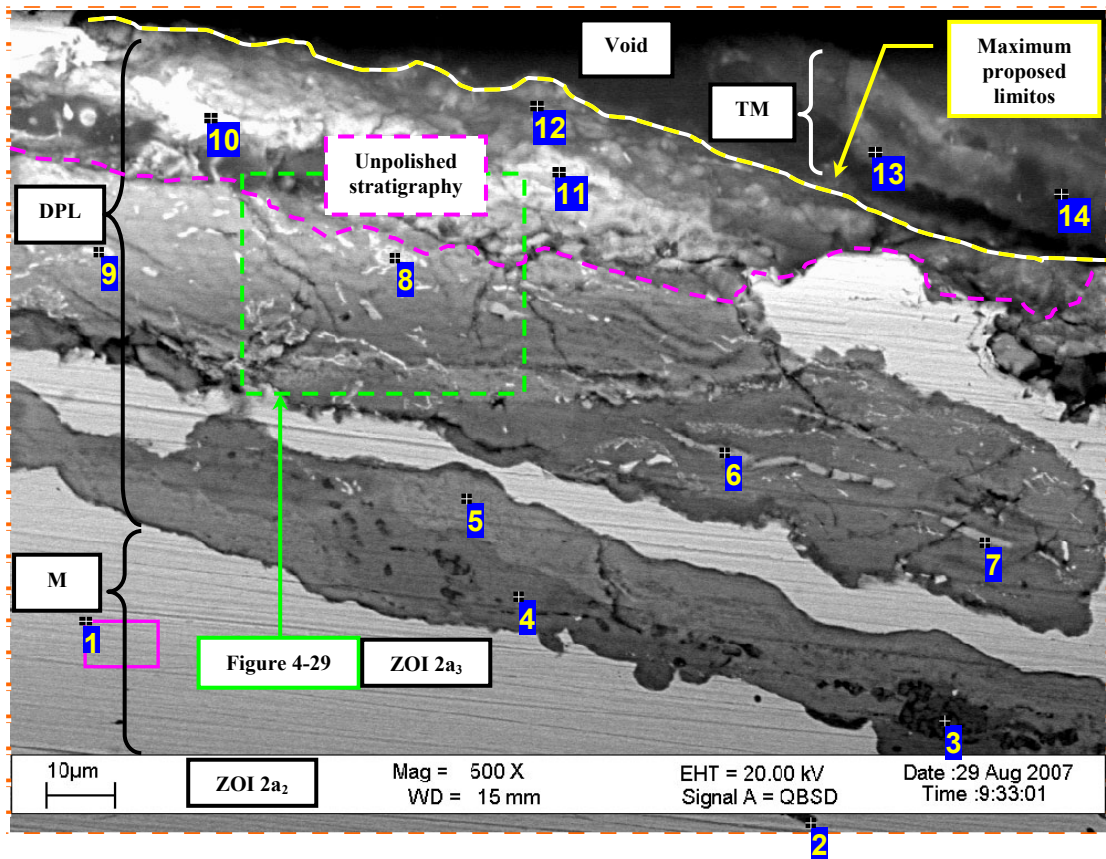 Void
Maximum
proposed
limitos
TM
12
10
Unpolished
stratigraphy
13
11
14
DPL
9
8
6
5
7
M
4
1
Figure 4-29
ZOI 2a₃
3
10µm
ZOI 2a₂
Mag = 500 X
WD = 15 mm
EHT = 20.00 kV
Signal A = QBSD
Date :29 Aug 2007
Time :9:33:01
2